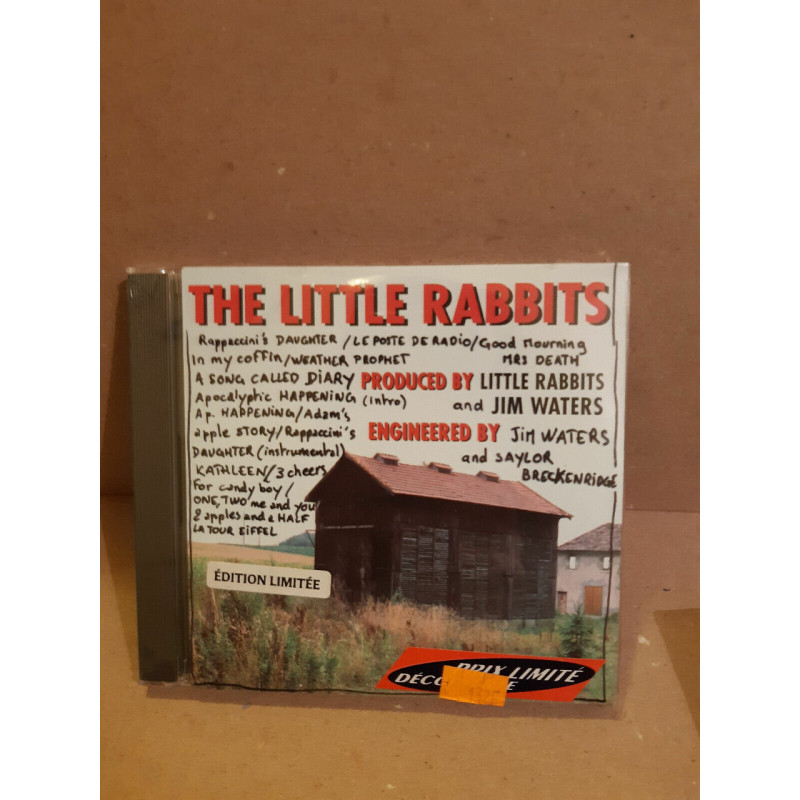 THE LITTLE RABBITS
Rappaccini's DAUGHTER / LE POSTE DE RADIO / Good Mourning
In my coffin / WEATHER PROPHET MRS DEATH
A SONG CALLED DIARY PRODUCED BY LITTLE RABBITS
Apocalyptic HAPPENING (Intro) and JIM WATERS
Ap. HAPPENING / Adam's
apple STORY / Rappaccini's ENGINEERED BY JIM WATERS
DAUGHTER (instrumental) and SAYLOR
KATHLEEN / 3 cheers BRECKENRIDGE
For candy boy /
ONE, TWO me and you
2 apples and a HALF
LA TOUR EIFFEL
ÉDITION LIMITÉE
PRIX LIMITÉ